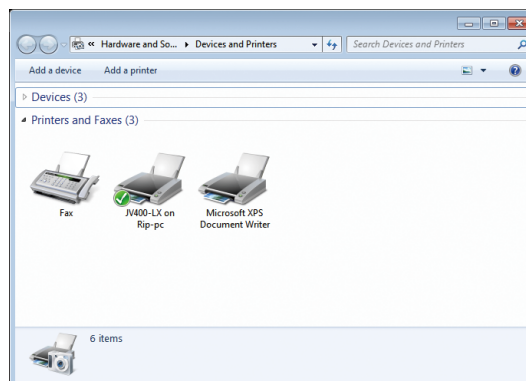 « Hardware and So... ▸ Devices and Printers
Search Devices and Printers
Add a device Add a printer
Devices (3)
Printers and Faxes (3)
Fax
JV400-LX on
Rip-pc
Microsoft XPS
Document Writer
6 items